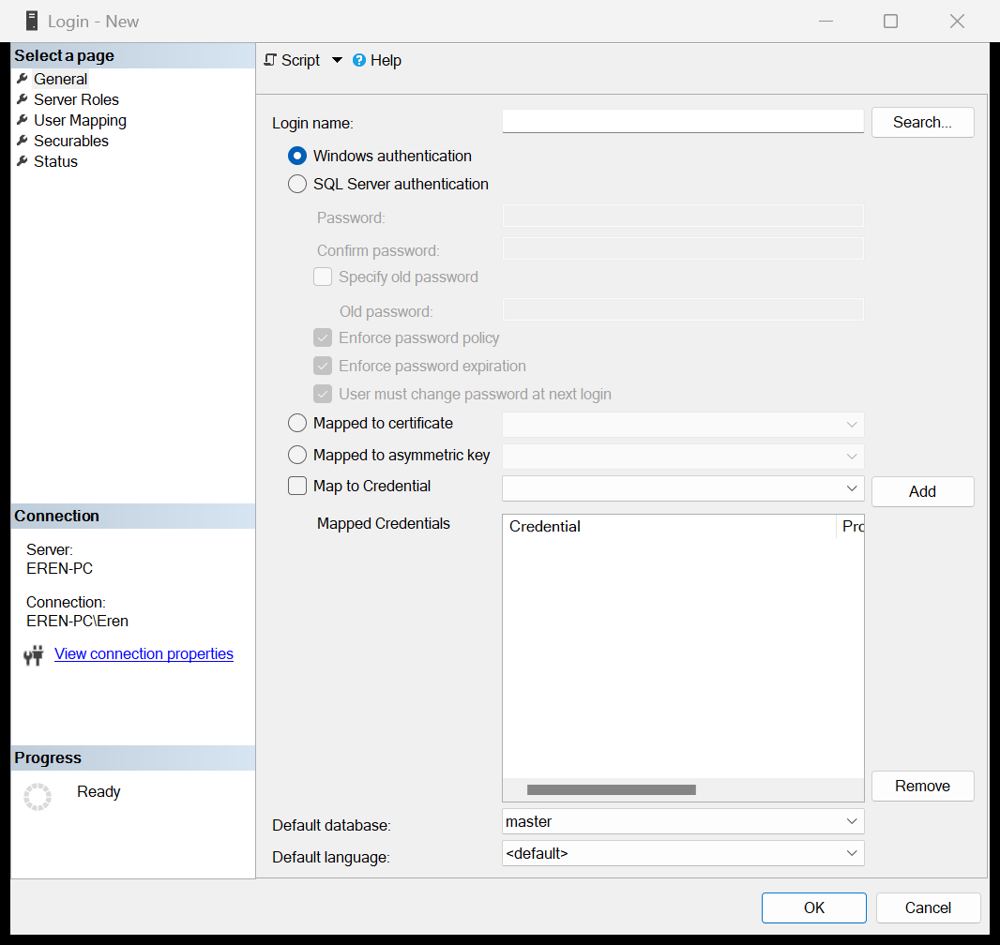 Login - New
Select a page
General
Server Roles
User Mapping
Securables
Status
Connection
Server:
EREN-PC
Connection:
EREN-PC\Eren
View connection properties
Progress
Ready
Script
Help
Login name:
Search...
Windows authentication
SQL Server authentication
Password:
Confirm password:
Specify old password
Old password:
Enforce password policy
Enforce password expiration
User must change password at next login
Mapped to certificate
Mapped to asymmetric key
Map to Credential
Add
Mapped Credentials
Credential
Pro
Remove
Default database:
master
Default language:
<default>
OK
Cancel